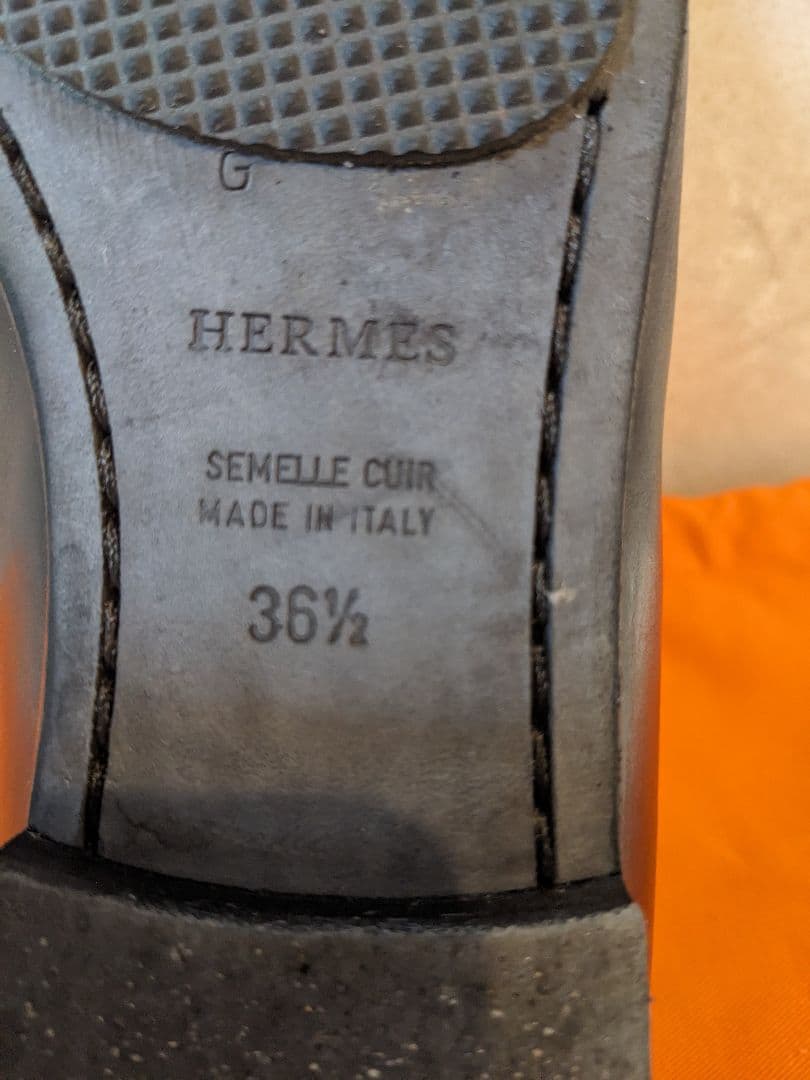 G
HERMES
SEMELLE CUIR
MADE IN ITALY
36½